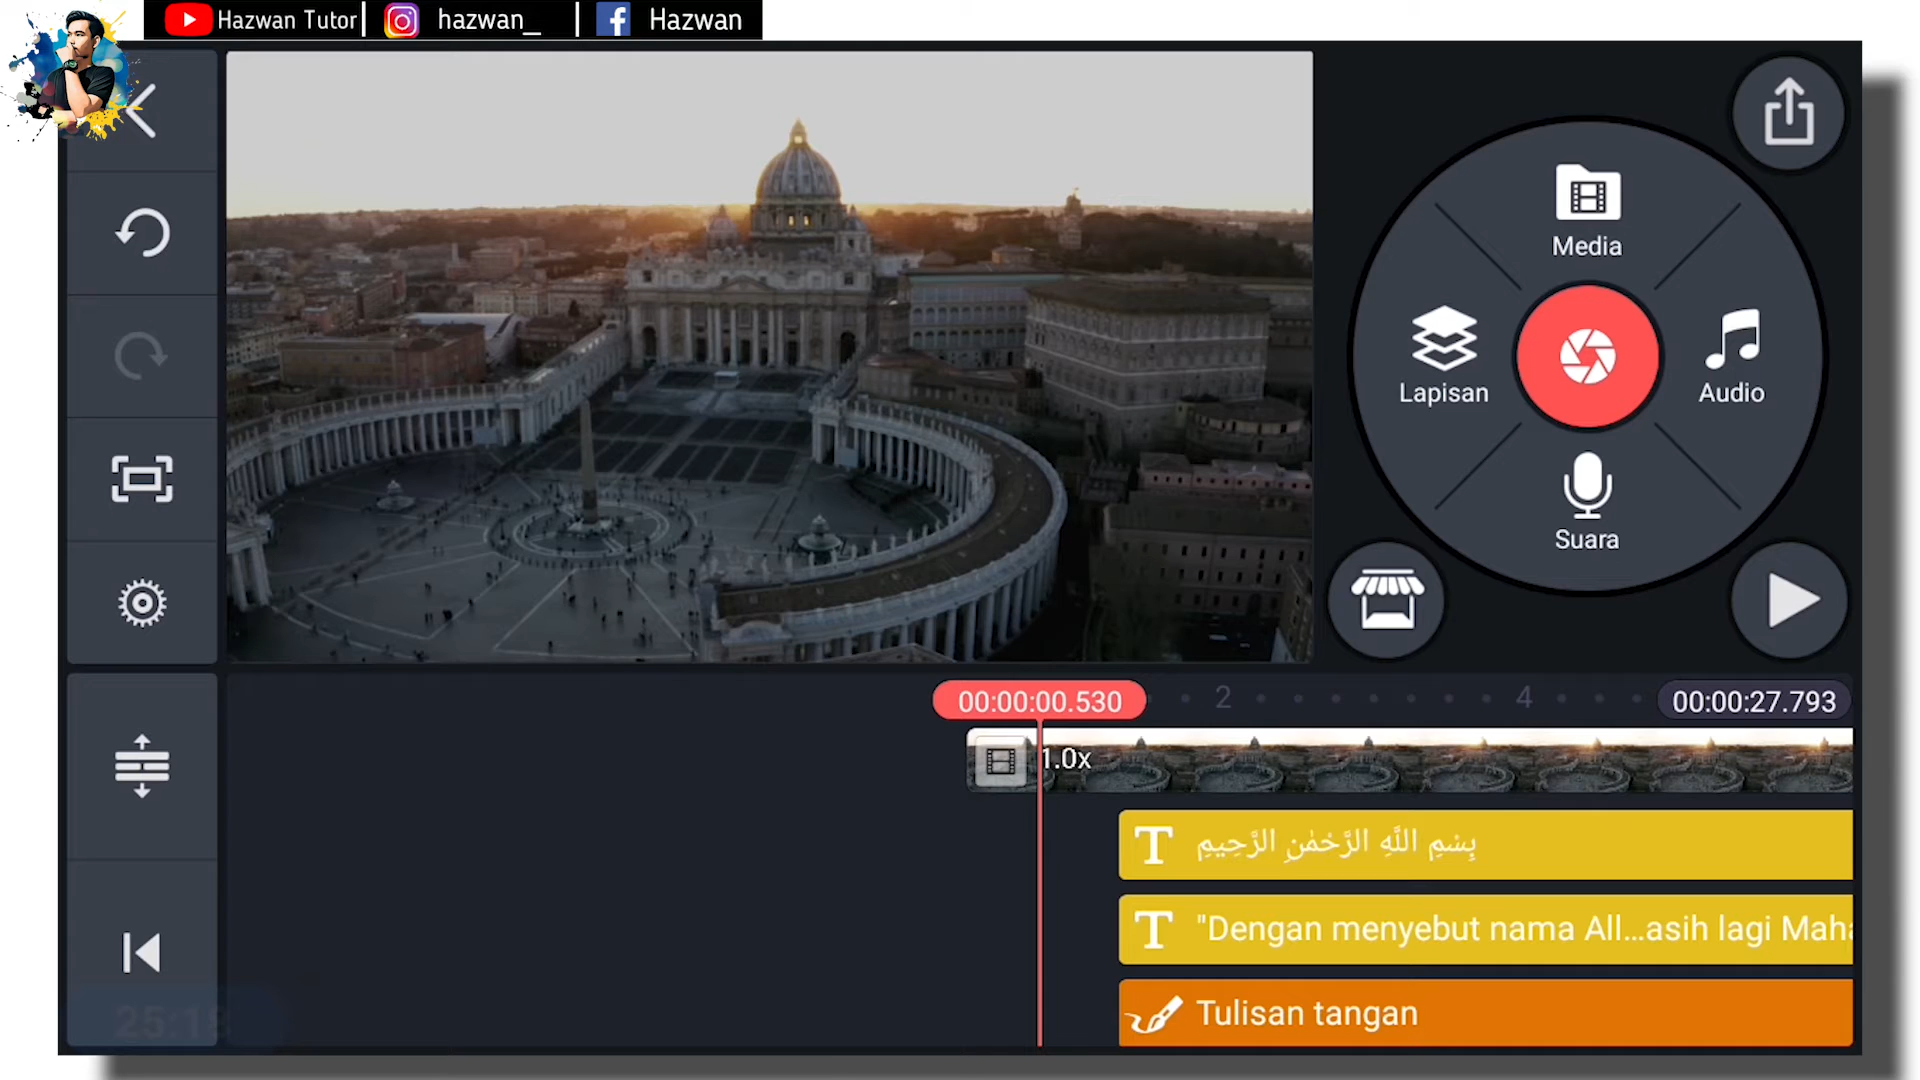 Hazwan Tutor
hazwan_
Hazwan
Media
Lapisan
Audio
Suara
00:00:00.530
2
4
00:00:27.793
1.0x
بِسْمِ اللَّهِ الرَّحْمٰنِ الرَّحِيمِ
"Dengan menyebut nama All...asih lagi Maha
Tulisan tangan